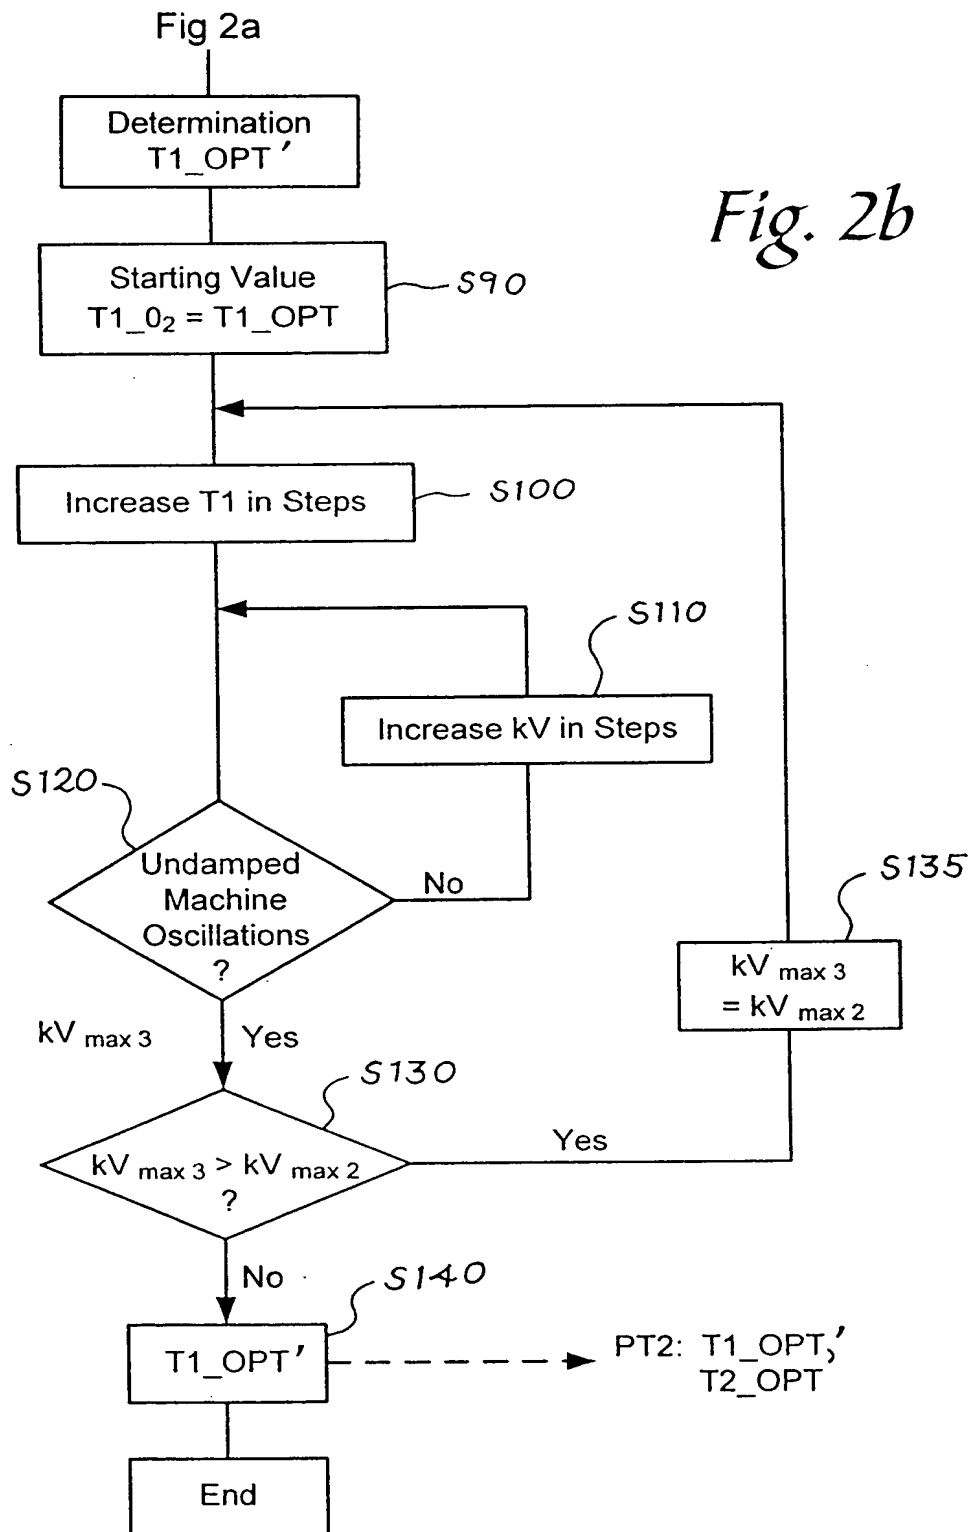 Fig 2a
Determination
T1_OPT'
Fig. 2b
Starting Value
T1_0₂ = T1_OPT
S90
Increase T1 in Steps
S100
S110
Increase kV in Steps
S120
Undamped
Machine
Oscillations
?
No
S135
kV max 3
= kV max 2
kV max 3
Yes
S130
kV max 3 > kV max 2
?
Yes
No
S140
T1_OPT'
PT2: T1_OPT,'
T2_OPT
End